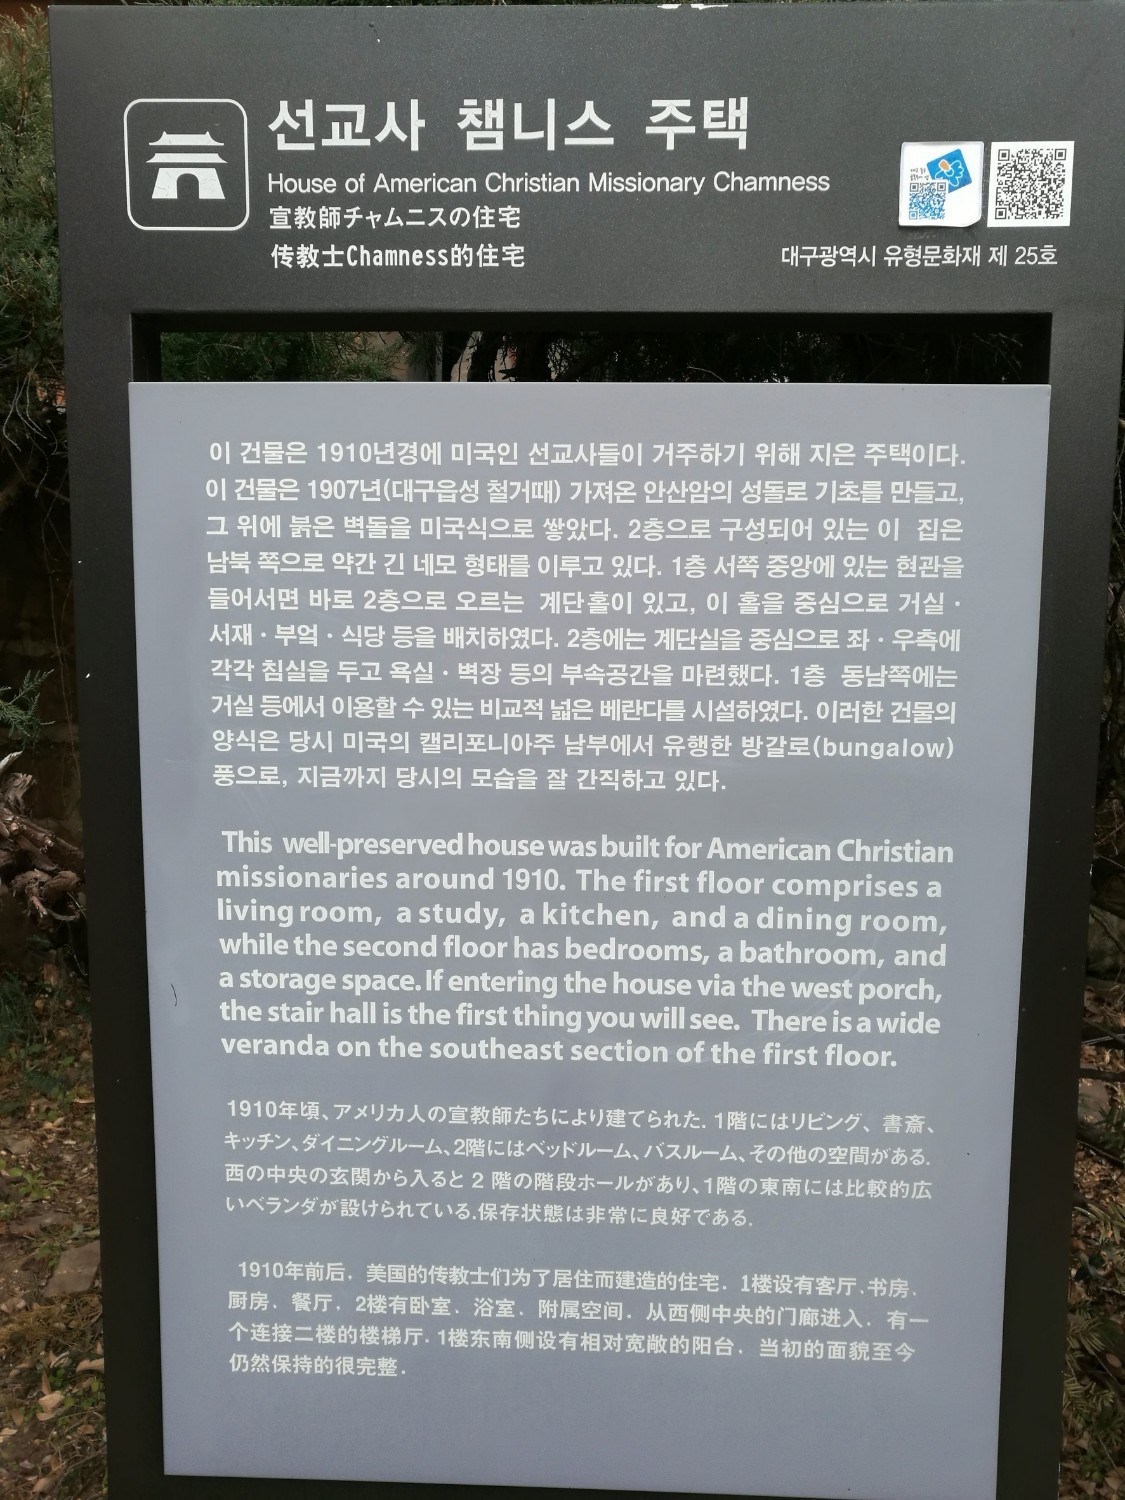 선교사 챔니스 주택
House of American Christian Missionary Chamness
宣教師チャムニスの住宅
传教士Chamness的住宅
대구광역시 유형문화재 제 25호
이 건물은 1910년경에 미국인 선교사들이 거주하기 위해 지은 주택이다.
이 건물은 1907년(대구읍성 철거때) 가져온 안산암의 성돌로 기초를 만들고,
그 위에 붉은 벽돌을 미국식으로 쌓았다. 2층으로 구성되어 있는 이 집은
남북 쪽으로 약간 긴 네모 형태를 이루고 있다. 1층 서쪽 중앙에 있는 현관을
들어서면 바로 2층으로 오르는 계단홀이 있고, 이 홀을 중심으로 거실 ·
서재 · 부엌 · 식당 등을 배치하였다. 2층에는 계단실을 중심으로 좌 · 우측에
각각 침실을 두고 욕실 · 벽장 등의 부속공간을 마련했다. 1층 동남쪽에는
거실 등에서 이용할 수 있는 비교적 넓은 베란다를 시설하였다. 이러한 건물의
양식은 당시 미국의 캘리포니아주 남부에서 유행한 방갈로(bungalow)
풍으로, 지금까지 당시의 모습을 잘 간직하고 있다.
This well-preserved house was built for American Christian
missionaries around 1910. The first floor comprises a
living room, a study, a kitchen, and a dining room,
while the second floor has bedrooms, a bathroom, and
a storage space. If entering the house via the west porch,
the stair hall is the first thing you will see. There is a wide
veranda on the southeast section of the first floor.
1910年頃、アメリカ人の宣教師たちにより建てられた. 1階にはリビング、書斎、
キッチン、ダイニングルーム、2階にはベッドルーム、バスルーム、その他の空間がある.
西の中央の玄関から入ると 2 階の階段ホールがあり、1階の東南には比較的広
いベランダが設けられている.保存状態は非常に良好である.
1910年前后. 美国的传教士们为了居住而建造的住宅. 1楼设有客厅.书房.
厨房. 餐厅. 2楼有卧室. 浴室. 附属空间. 从西侧中央的门廊进入. 有一
个连接二楼的楼梯厅. 1楼东南侧设有相对宽敞的阳台. 当初的面貌至今
仍然保持的很完整.